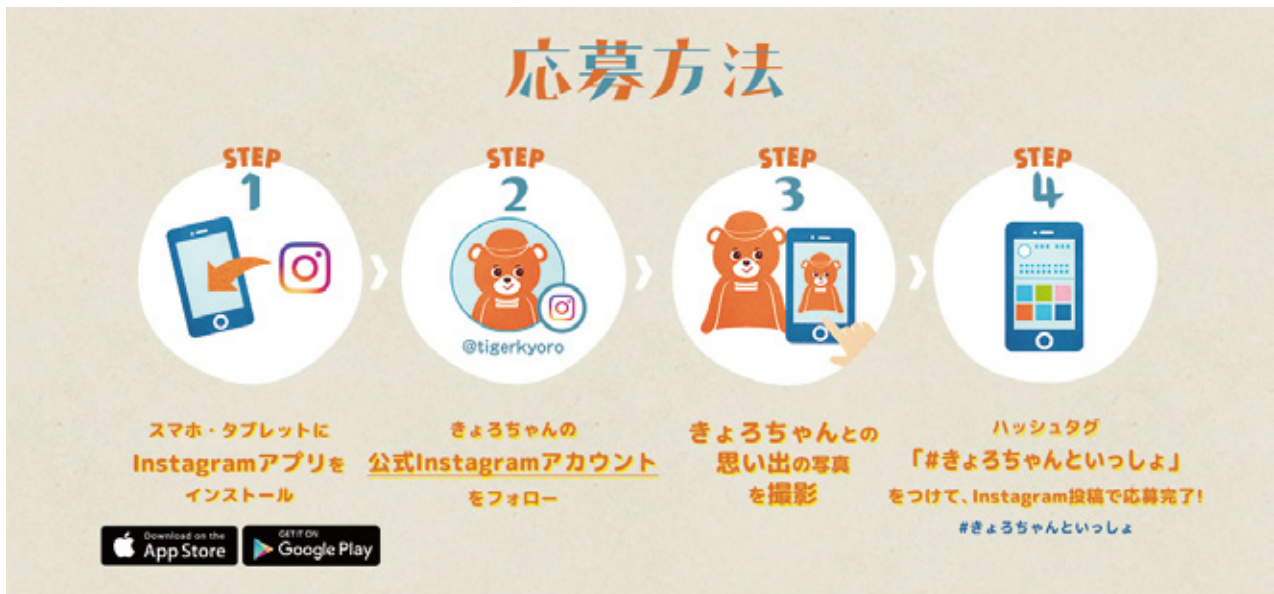 応募方法
STEP
1
STEP
2
STEP
3
STEP
4
@tigerkyoro
スマホ・タブレットに
Instagramアプリを
インストール
きょろちゃんの
公式Instagramアカウント
をフォロー
きょろちゃんとの
思い出の写真
を撮影
ハッシュタグ
「#きょろちゃんといっしょ」
をつけて、Instagram投稿で応募完了!
#きょろちゃんといっしょ
Download on the
App Store
GET IT ON
Google Play